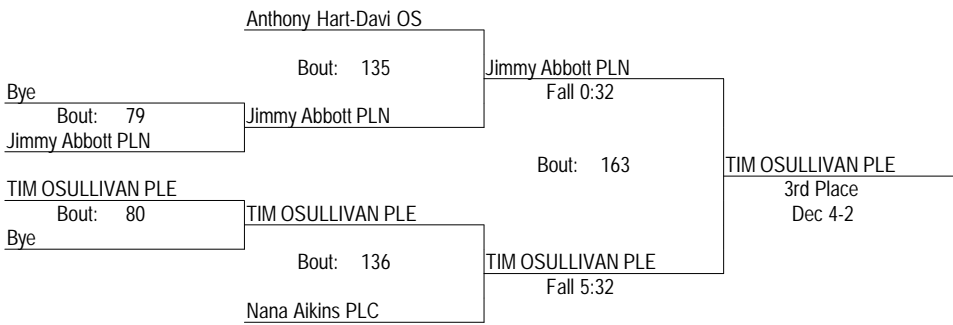 Anthony Hart-Davi OS
Bout: 135
Jimmy Abbott PLN
Fall 0:32
Bye
Bout: 79
Jimmy Abbott PLN
Jimmy Abbott PLN
Bout: 163
TIM OSULLIVAN PLE
3rd Place
Dec 4-2
TIM OSULLIVAN PLE
Bout: 80
TIM OSULLIVAN PLE
Bye
Bout: 136
TIM OSULLIVAN PLE
Fall 5:32
Nana Aikins PLC